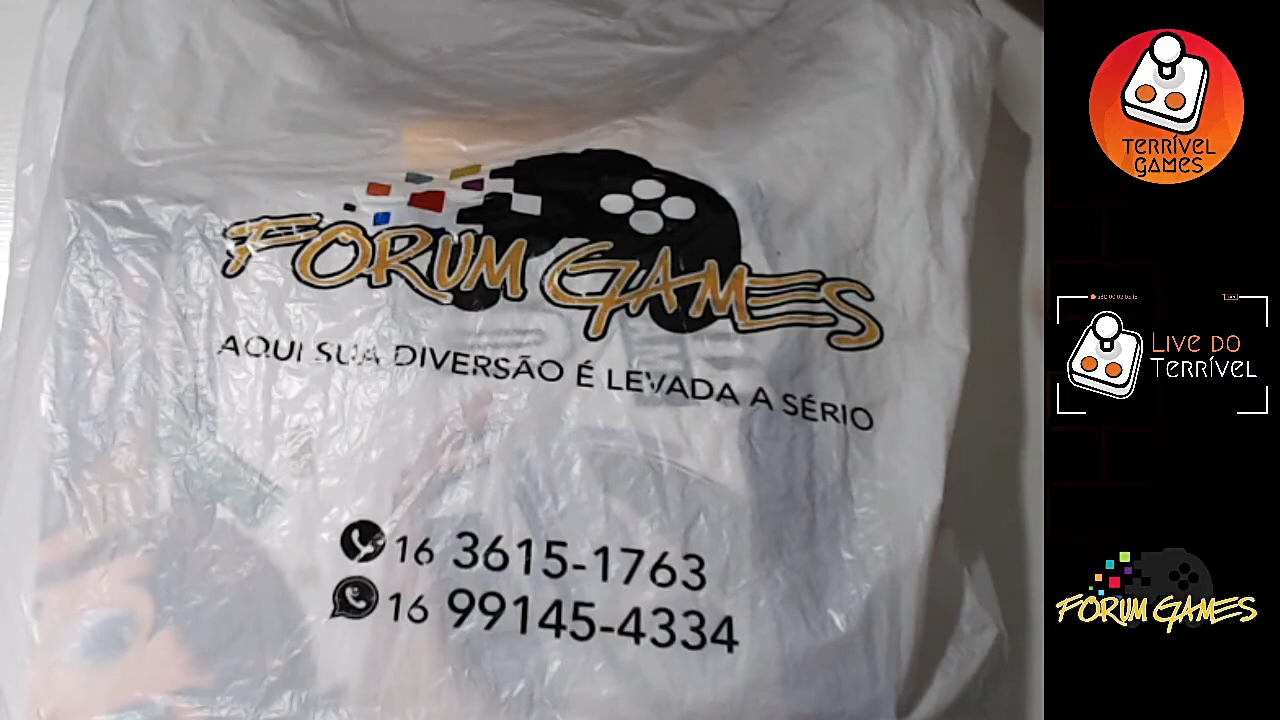 FORUM GAMES
AQUI SUA DIVERSÃO É LEVADA A SÉRIO
16 3615-1763
16 99145-4334
TERRÍVEL
GAMES
LIVE DO
TERRÍVEL
FORUM GAMES